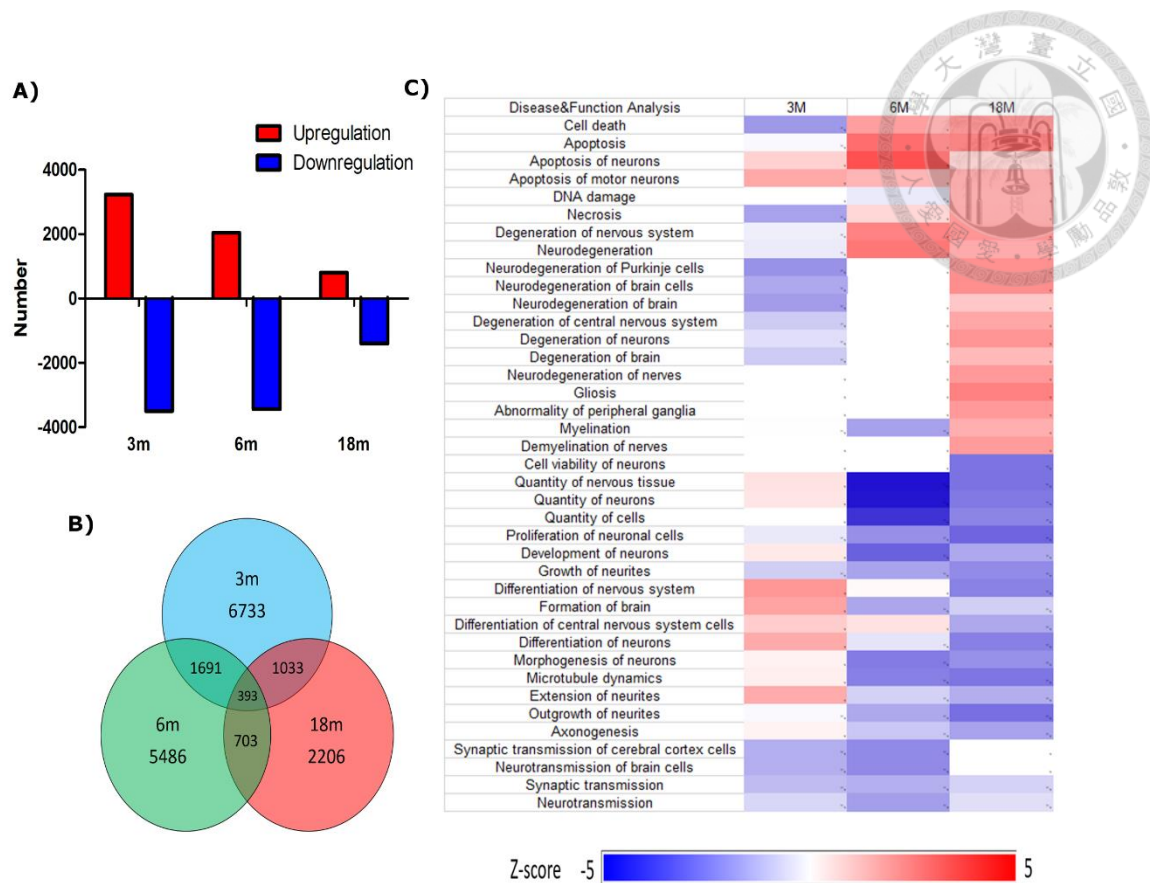 A)
Upregulation
Downregulation
4000
2000
0
-2000
-4000
Number
3m 6m 18m
B)
3m
6733
1691 1033
393
6m
5486
703
18m
2206
C)
Disease&Function Analysis 3M 6M 18M
Cell death
Apoptosis
Apoptosis of neurons
Apoptosis of motor neurons
DNA damage
Necrosis
Degeneration of nervous system
Neurodegeneration
Neurodegeneration of Purkinje cells
Neurodegeneration of brain cells
Neurodegeneration of brain
Degeneration of central nervous system
Degeneration of neurons
Degeneration of brain
Neurodegeneration of nerves
Gliosis
Abnormality of peripheral ganglia
Myelination
Demyelination of nerves
Cell viability of neurons
Quantity of nervous tissue
Quantity of neurons
Quantity of cells
Proliferation of neuronal cells
Development of neurons
Growth of neurites
Differentiation of nervous system
Formation of brain
Differentiation of central nervous system cells
Differentiation of neurons
Morphogenesis of neurons
Microtubule dynamics
Extension of neurites
Outgrowth of neurites
Axonogenesis
Synaptic transmission of cerebral cortex cells
Neurotransmission of brain cells
Synaptic transmission
Neurotransmission
Z-score -5 5